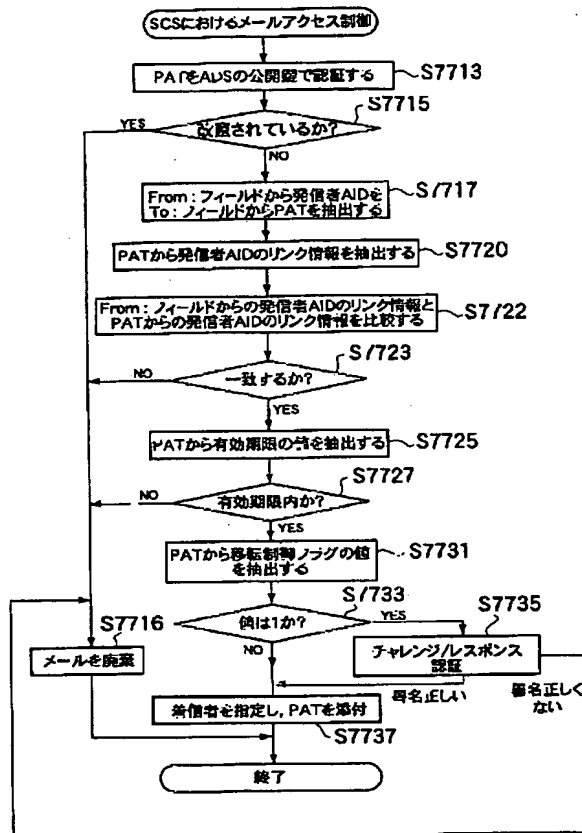 SCSにおけるメールアクセス制御
PATをADSの公開鍵で認証する
S7713
S7715
改竄されているか?
YES
NO
From:フィールドから発信者AIDを
To:フィールドからPATを抽出する
S7717
PATから発信者AIDのリンク情報を抽出する
S7720
From:フィールドからの発信者AIDのリンク情報と
PATからの発信者AIDのリンク情報を比較する
S7722
S7723
一致するか?
NO
YES
PATから有効期限の値を抽出する
S7725
S7727
有効期限内か?
NO
YES
PATから移転制御フラグの値
を抽出する
S7731
S7733
値は1か?
YES
NO
S7735
チャレンジ/レスポンス
認証
S7716
メールを廃棄
署名正しい
署名正しく
ない
着信者を指定し,PATを添付
S7737
終了